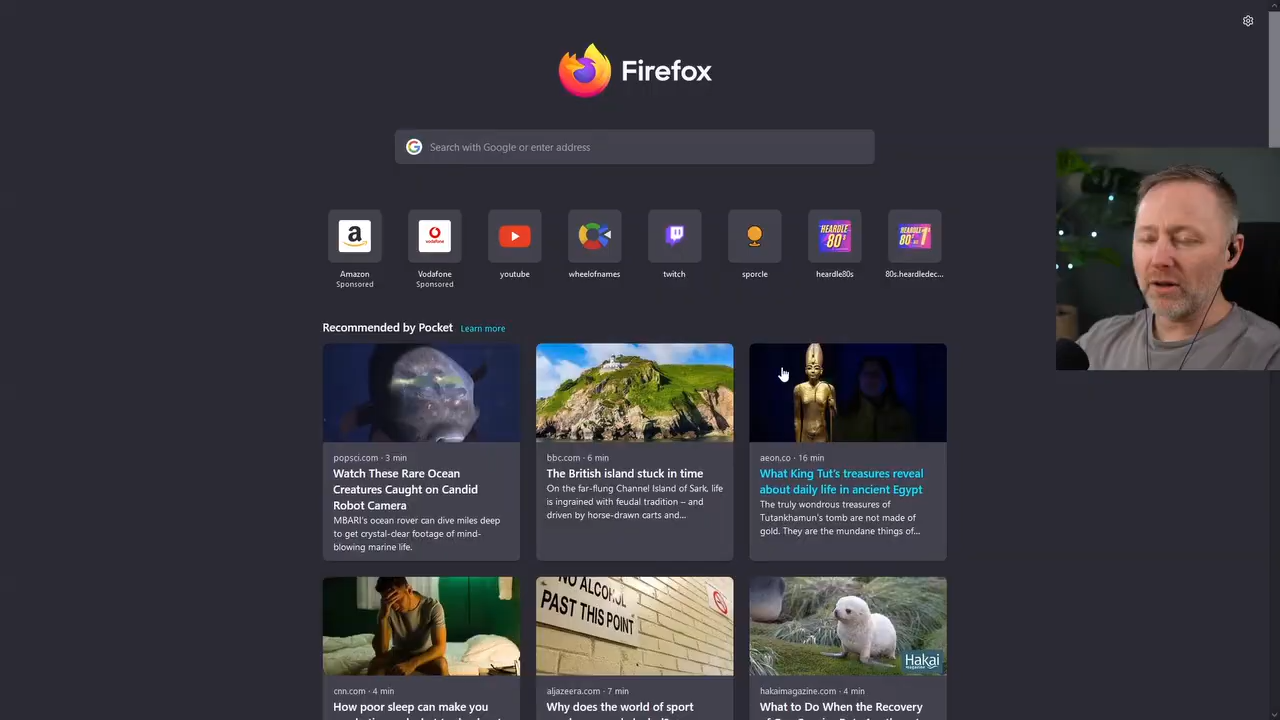 Firefox
Search with Google or enter address
Amazon
Sponsored
Vodafone
Sponsored
youtube
wheelofnames
twitch
sporcle
heardle80s
80s.heardledec...
Recommended by Pocket Learn more
popsci.com · 3 min
Watch These Rare Ocean
Creatures Caught on Candid
Robot Camera
MBARI's ocean rover can dive miles deep
to get crystal-clear footage of mind-
blowing marine life.
bbc.com · 6 min
The British island stuck in time
On the far-flung Channel Island of Sark, life
is ingrained with feudal tradition – and
driven by horse-drawn carts and...
aeon.co · 16 min
What King Tut's treasures reveal
about daily life in ancient Egypt
The truly wondrous treasures of
Tutankhamun's tomb are not made of
gold. They are the mundane things of...
NO ALCOHOL
PAST THIS POINT
Hakai
cnn.com · 4 min
How poor sleep can make you
aljazeera.com · 7 min
Why does the world of sport
hakaimagazine.com · 4 min
What to Do When the Recovery